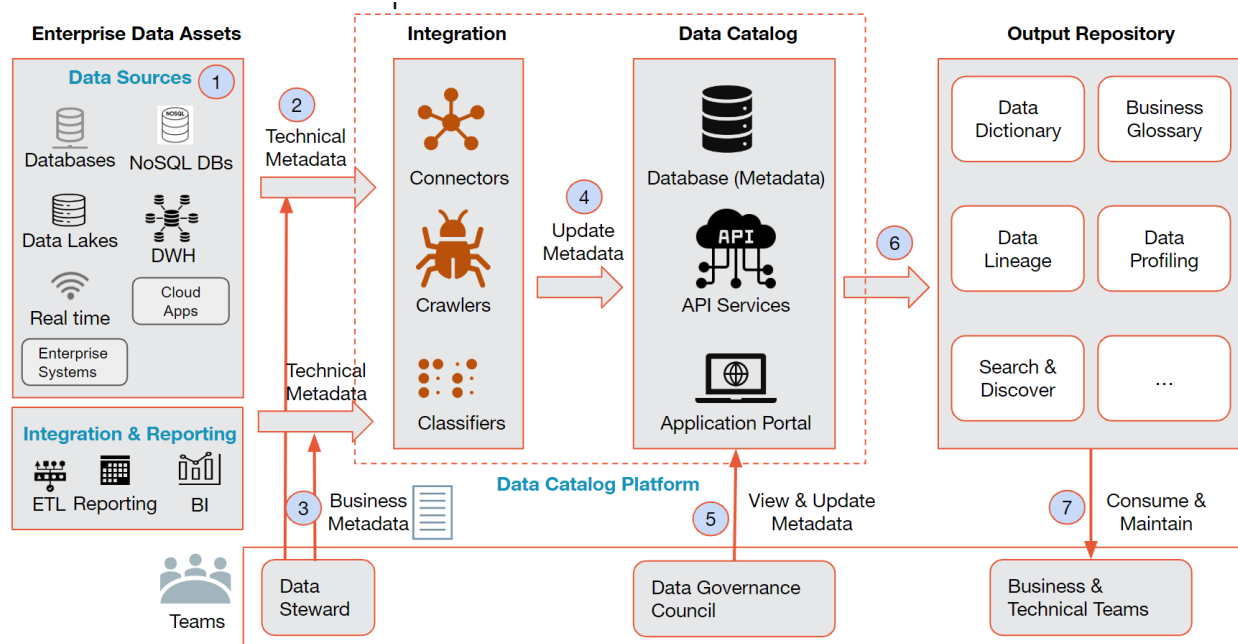 Enterprise Data Assets
Integration
Data Catalog
Output Repository
Data Sources
1
Databases
NOSQL
NoSQL DBs
Data Lakes
DWH
Real time
Cloud
Apps
Enterprise
Systems
Integration & Reporting
ETL
Reporting
BI
2
Technical
Metadata
Technical
Metadata
3
Business
Metadata
Connectors
Crawlers
Classifiers
4
Update
Metadata
Database (Metadata)
API
API Services
Application Portal
Data Catalog Platform
5
View & Update
Metadata
6
Data
Dictionary
Business
Glossary
Data
Lineage
Data
Profiling
Search &
Discover
...
7
Consume &
Maintain
Teams
Data
Steward
Data Governance
Council
Business &
Technical Teams